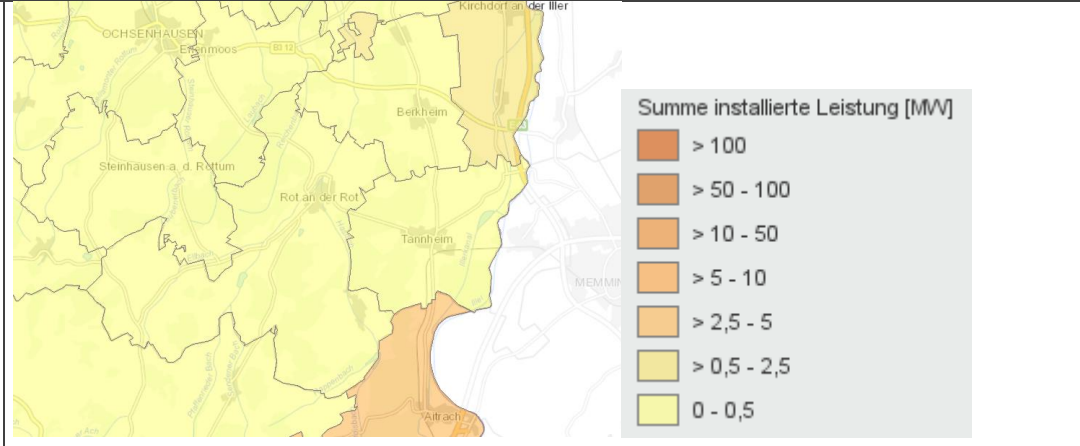 Kirchdorf an der Iller
OCHSENHAUSEN
Erlenmoos
B312
Berkheim
Steinhausen a. d. Rottum
Rot an der Rot
Tannheim
MEMMIN
Aitrach
Summe installierte Leistung [MW]
> 100
> 50 - 100
> 10 - 50
> 5 - 10
> 2,5 - 5
> 0,5 - 2,5
0 - 0,5